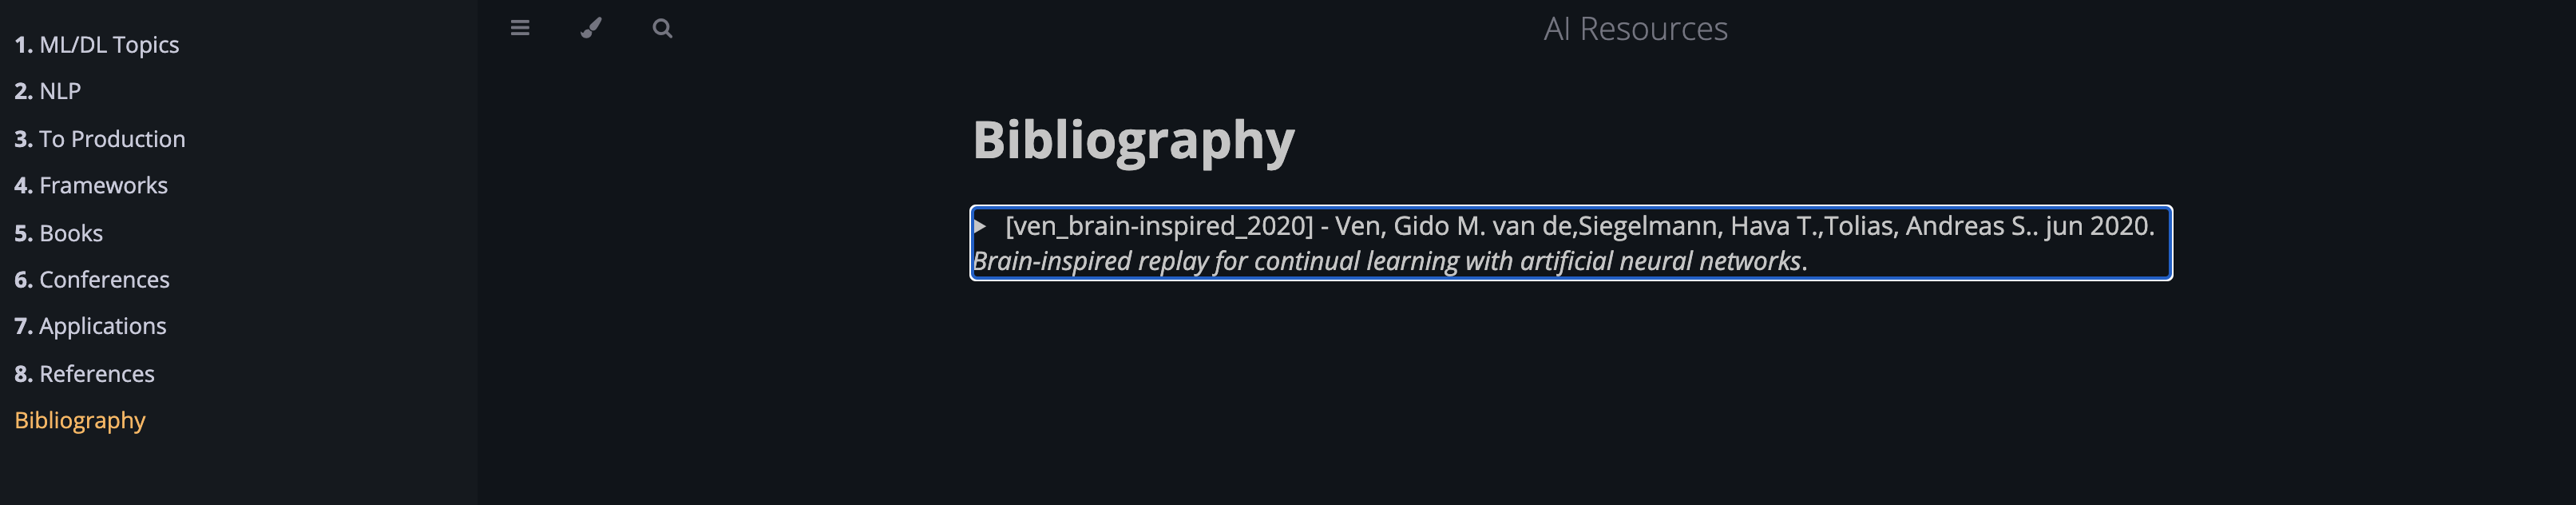 1. ML/DL Topics
2. NLP
3. To Production
4. Frameworks
5. Books
6. Conferences
7. Applications
8. References
Bibliography
AI Resources
Bibliography
[ven_brain-inspired_2020] - Ven, Gido M. van de,Siegelmann, Hava T.,Tolias, Andreas S.. jun 2020.
Brain-inspired replay for continual learning with artificial neural networks.